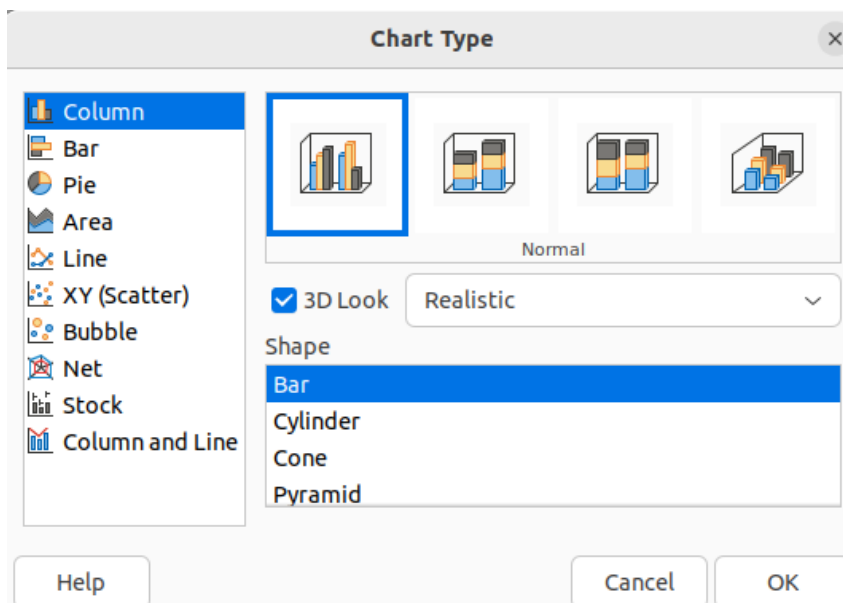 Chart Type
Column
Bar
Pie
Area
Line
XY (Scatter)
Bubble
Net
Stock
Column and Line
Normal
3D Look
Realistic
Shape
Bar
Cylinder
Cone
Pyramid
Help
Cancel
OK